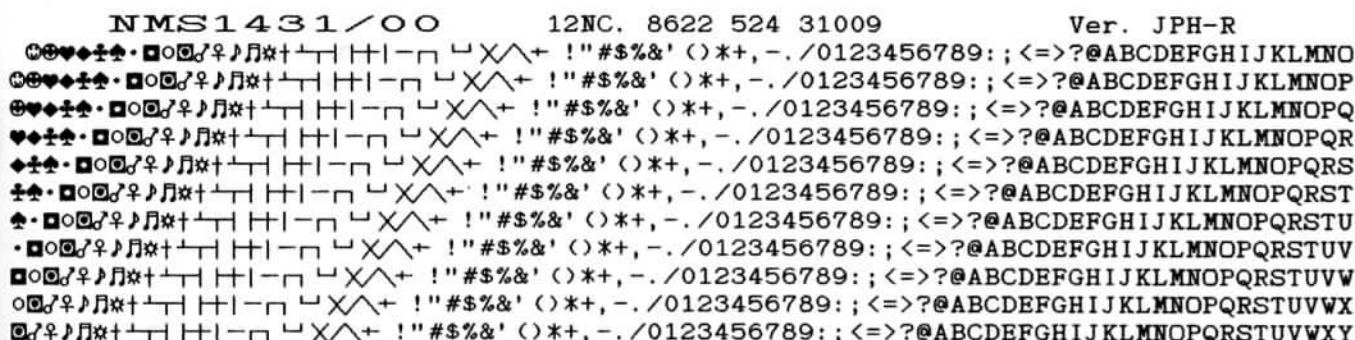 NMS1431/00 12NC. 8622 524 31009 Ver. JPH-R
☺☻♥♦♣♠·◘○◙♂♀♪♫☼┼┴┬┤├┼│─┌┐└┘╳╱╲┼ !"#$%&'()*+,-./0123456789:;<=>?@ABCDEFGHIJKLMNO
☺☻♥♦♣♠·◘○◙♂♀♪♫☼┼┴┬┤├┼│─┌┐└┘╳╱╲┼ !"#$%&'()*+,-./0123456789:;<=>?@ABCDEFGHIJKLMNOP
☻♥♦♣♠·◘○◙♂♀♪♫☼┼┴┬┤├┼│─┌┐└┘╳╱╲┼ !"#$%&'()*+,-./0123456789:;<=>?@ABCDEFGHIJKLMNOPQ
♥♦♣♠·◘○◙♂♀♪♫☼┼┴┬┤├┼│─┌┐└┘╳╱╲┼ !"#$%&'()*+,-./0123456789:;<=>?@ABCDEFGHIJKLMNOPQR
♦♣♠·◘○◙♂♀♪♫☼┼┴┬┤├┼│─┌┐└┘╳╱╲┼ !"#$%&'()*+,-./0123456789:;<=>?@ABCDEFGHIJKLMNOPQRS
♣♠·◘○◙♂♀♪♫☼┼┴┬┤├┼│─┌┐└┘╳╱╲┼ !"#$%&'()*+,-./0123456789:;<=>?@ABCDEFGHIJKLMNOPQRST
♠·◘○◙♂♀♪♫☼┼┴┬┤├┼│─┌┐└┘╳╱╲┼ !"#$%&'()*+,-./0123456789:;<=>?@ABCDEFGHIJKLMNOPQRSTU
·◘○◙♂♀♪♫☼┼┴┬┤├┼│─┌┐└┘╳╱╲┼ !"#$%&'()*+,-./0123456789:;<=>?@ABCDEFGHIJKLMNOPQRSTUV
◘○◙♂♀♪♫☼┼┴┬┤├┼│─┌┐└┘╳╱╲┼ !"#$%&'()*+,-./0123456789:;<=>?@ABCDEFGHIJKLMNOPQRSTUVW
○◙♂♀♪♫☼┼┴┬┤├┼│─┌┐└┘╳╱╲┼ !"#$%&'()*+,-./0123456789:;<=>?@ABCDEFGHIJKLMNOPQRSTUVWX
◙♂♀♪♫☼┼┴┬┤├┼│─┌┐└┘╳╱╲┼ !"#$%&'()*+,-./0123456789:;<=>?@ABCDEFGHIJKLMNOPQRSTUVWXY